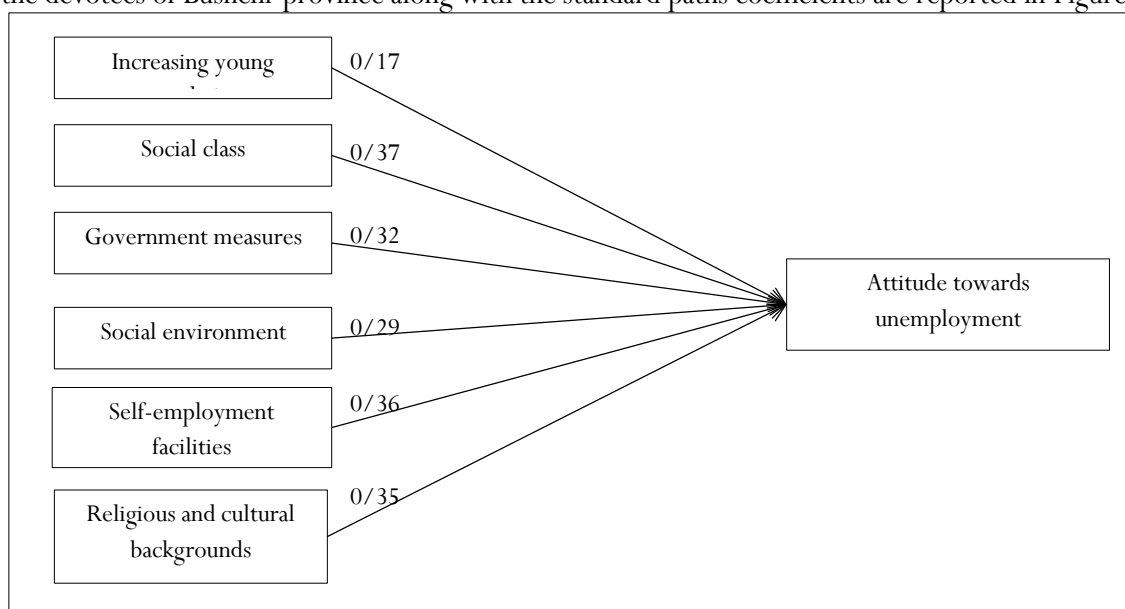 the devotees of Bushehr province along with the standard paths coefficients are reported in Figure
Increasing young
0/17
Social class
0/37
Government measures
0/32
Social environment
0/29
Self-employment
facilities
0/36
Religious and cultural
backgrounds
0/35
Attitude towards
unemployment